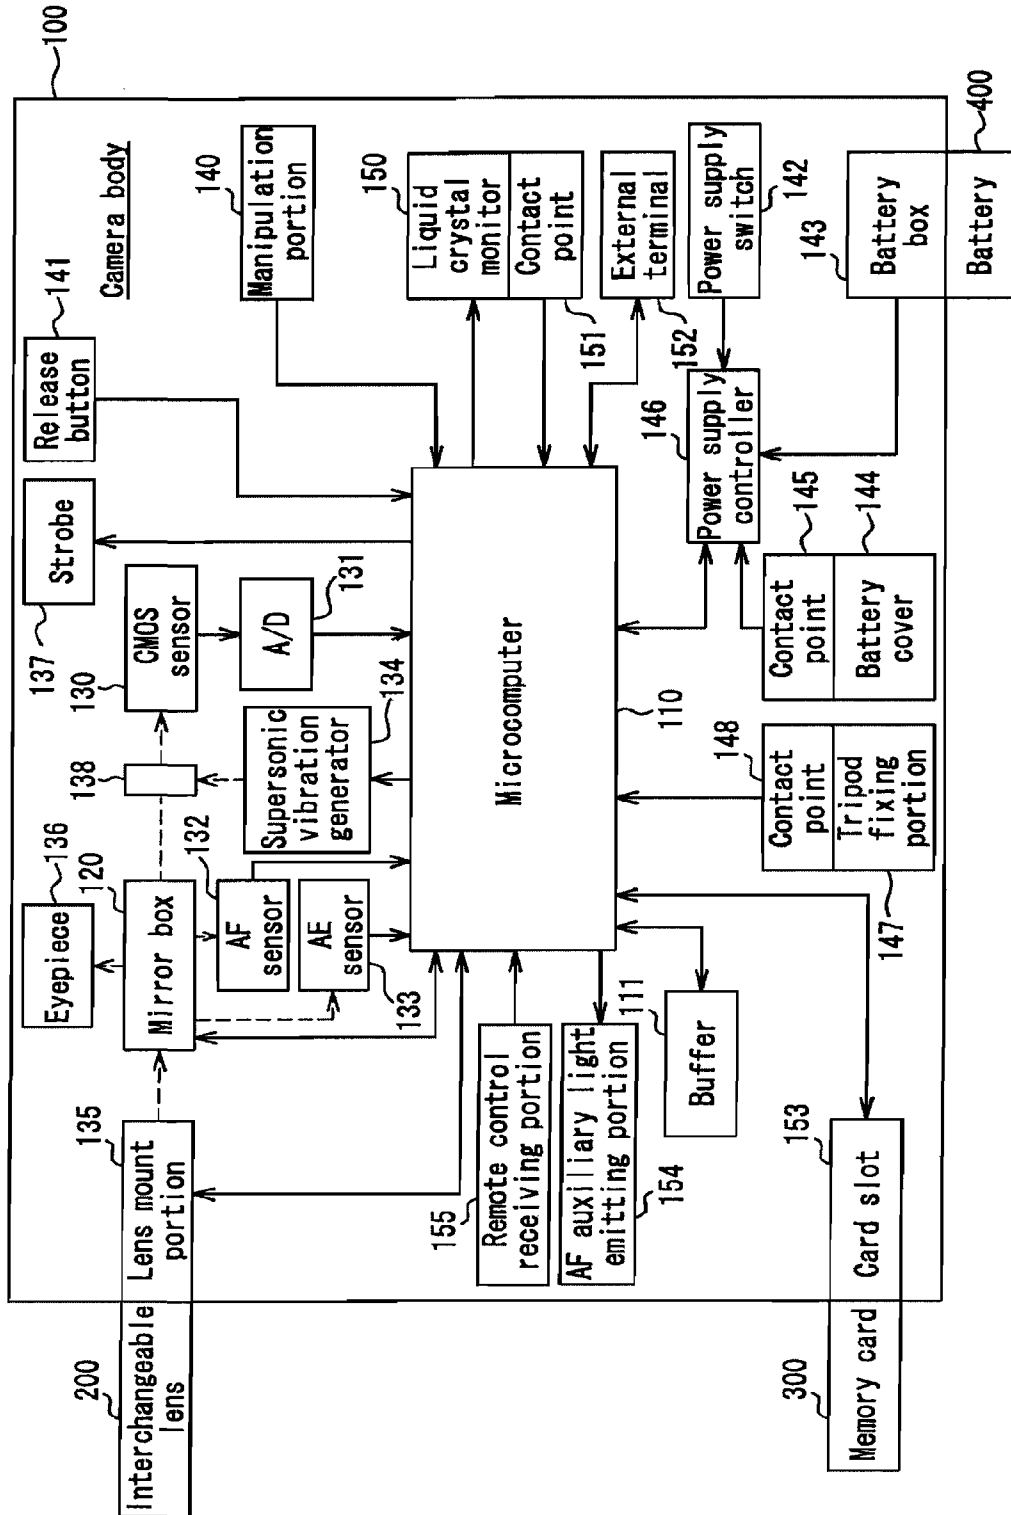 100
Camera body
Release
button
141
Manipulation
portion
140
Liquid
crystal
monitor
150
Contact
point
151
External
terminal
152
Power supply
switch
142
Battery
box
143
Battery
400
Strobe
137
CMOS
sensor
130
A/D
131
138
Supersonic
vibration
generator
134
Eyepiece
136
Mirror box
120
AF
sensor
132
AE
sensor
133
Microcomputer
110
Power supply
controller
146
Contact
point
145
Battery
cover
144
Contact
point
148
Tripod
fixing
portion
147
Interchangeable
lens
200
Lens mount
portion
135
Remote control
receiving portion
155
AF auxiliary light
emitting portion
154
Buffer
111
Card slot
153
Memory card
300